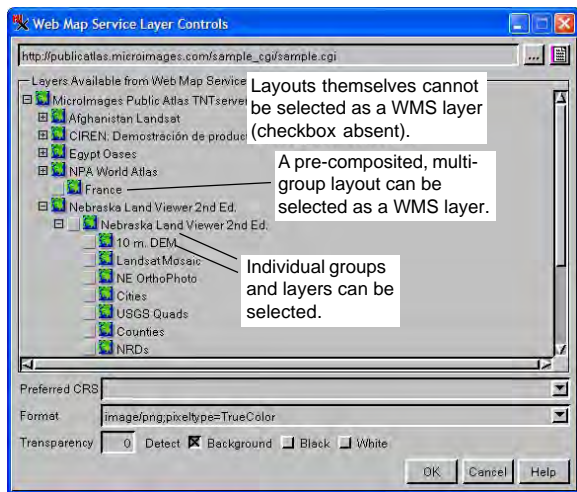 Web Map Service Layer Controls
http://publicatlas.microimages.com/sample_cgi/sample.cgi
...
Layers Available from Web Map Service
MicroImages Public Atlas TNTserver
Afghanistan Landsat
CIREN: Demostración de produc
Egypt Oases
NPA World Atlas
France
Nebraska Land Viewer 2nd Ed.
Nebraska Land Viewer 2nd Ed.
10 m. DEM
Landsat Mosaic
NE OrthoPhoto
Cities
USGS Quads
Counties
NRDs
Layouts themselves cannot
be selected as a WMS layer
(checkbox absent).
A pre-composited, multi-
group layout can be
selected as a WMS layer.
Individual groups
and layers can be
selected.
Preferred CRS
Format image/png;pixeltype=TrueColor
Transparency 0 Detect Background Black White
OK Cancel Help